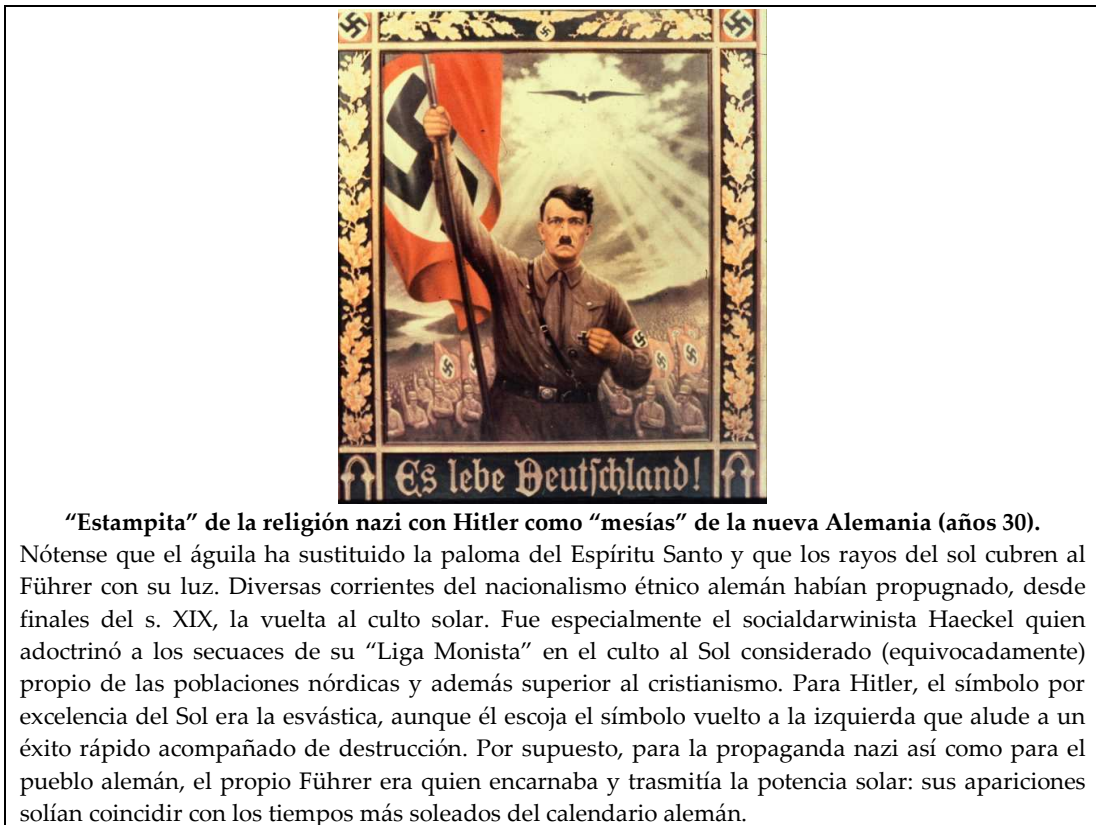 Es lebe Deutſchland!
“Estampita” de la religión nazi con Hitler como “mesías” de la nueva Alemania (años 30).
Nótense que el águila ha sustituido la paloma del Espíritu Santo y que los rayos del sol cubren al
Führer con su luz. Diversas corrientes del nacionalismo étnico alemán habían propugnado, desde
finales del s. XIX, la vuelta al culto solar. Fue especialmente el socialdarwinista Haeckel quien
adoctrinó a los secuaces de su “Liga Monista” en el culto al Sol considerado (equivocadamente)
propio de las poblaciones nórdicas y además superior al cristianismo. Para Hitler, el símbolo por
excelencia del Sol era la esvástica, aunque él escoja el símbolo vuelto a la izquierda que alude a un
éxito rápido acompañado de destrucción. Por supuesto, para la propaganda nazi así como para el
pueblo alemán, el propio Führer era quien encarnaba y trasmitía la potencia solar: sus apariciones
solían coincidir con los tiempos más soleados del calendario alemán.